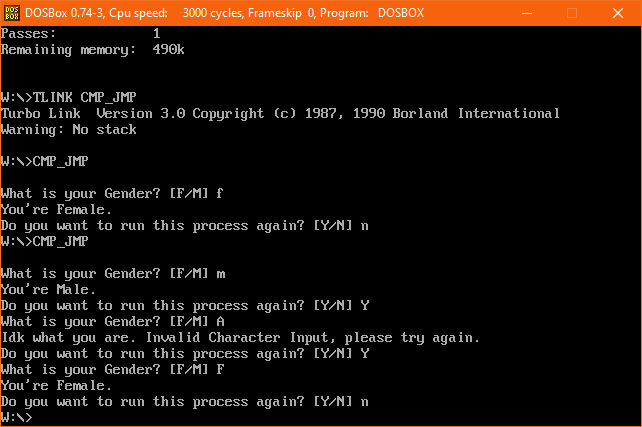 DOSBox 0.74-3, Cpu speed:    3000 cycles, Frameskip  0, Program:   DOSBOX
DOS
BOX
Passes:            1
Remaining memory:  490k
W:\>TLINK CMP_JMP
Turbo Link  Version 3.0 Copyright (c) 1987, 1990 Borland International
Warning: No stack
W:\>CMP_JMP
What is your Gender? [F/M] f
You're Female.
Do you want to run this process again? [Y/N] n
W:\>CMP_JMP
What is your Gender? [F/M] m
You're Male.
Do you want to run this process again? [Y/N] Y
What is your Gender? [F/M] A
Idk what you are. Invalid Character Input, please try again.
Do you want to run this process again? [Y/N] Y
What is your Gender? [F/M] F
You're Female.
Do you want to run this process again? [Y/N] n
W:\>